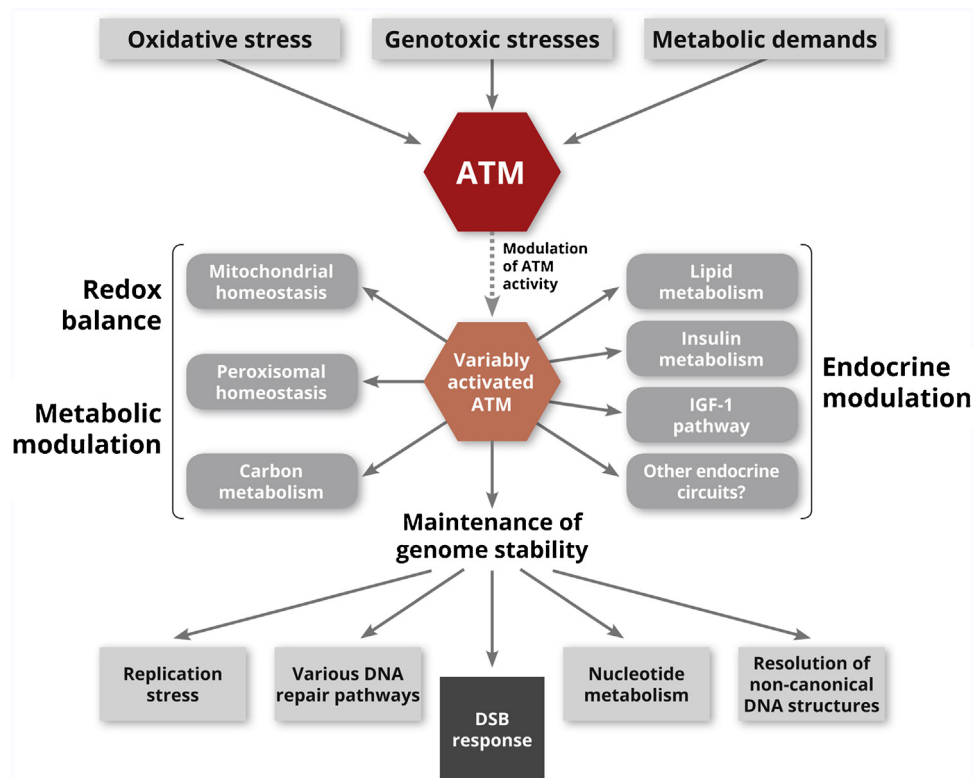 Oxidative stress
Genotoxic stresses
Metabolic demands
ATM
Modulation
of ATM
activity
Redox
balance
Metabolic
modulation
Mitochondrial
homeostasis
Peroxisomal
homeostasis
Carbon
metabolism
Variably
activated
ATM
Lipid
metabolism
Insulin
metabolism
IGF-1
pathway
Other endocrine
circuits?
Endocrine
modulation
Maintenance of
genome stability
Replication
stress
Various DNA
repair pathways
DSB
response
Nucleotide
metabolism
Resolution of
non-canonical
DNA structures